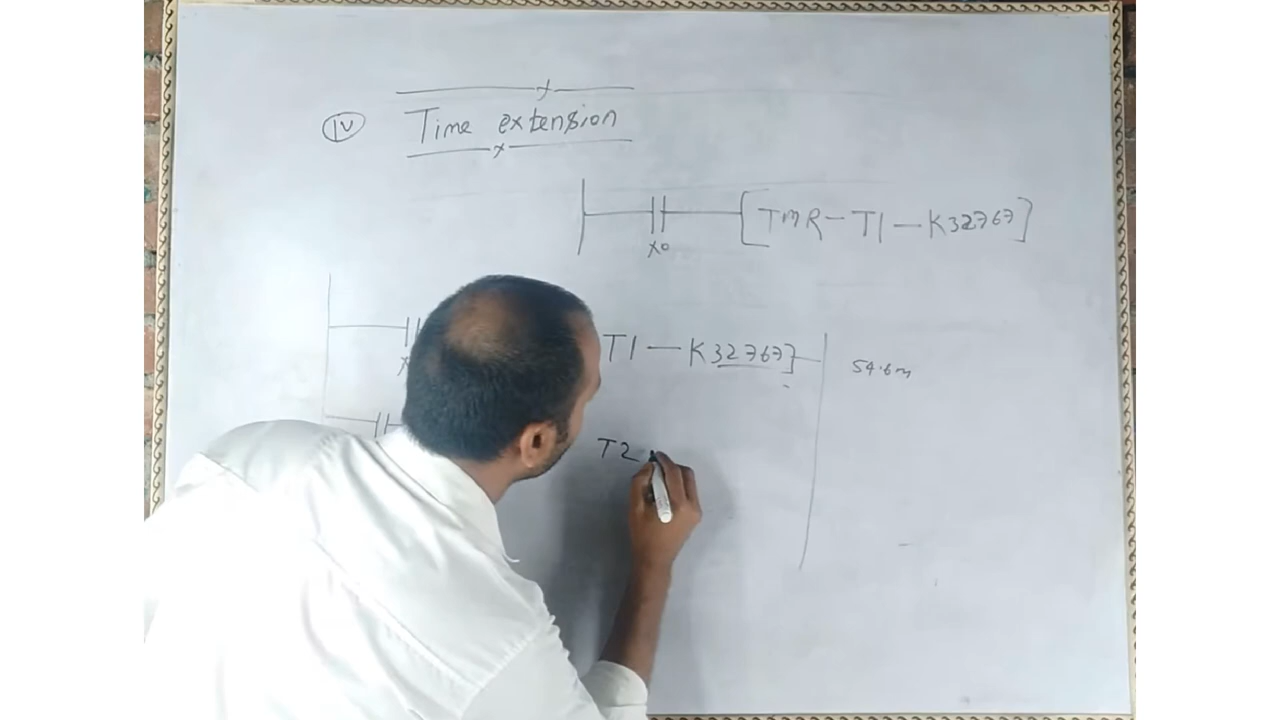 IV Time extension
[TMR - T1 - K32767]
X0
T1 - K32767] 54.6m
T2